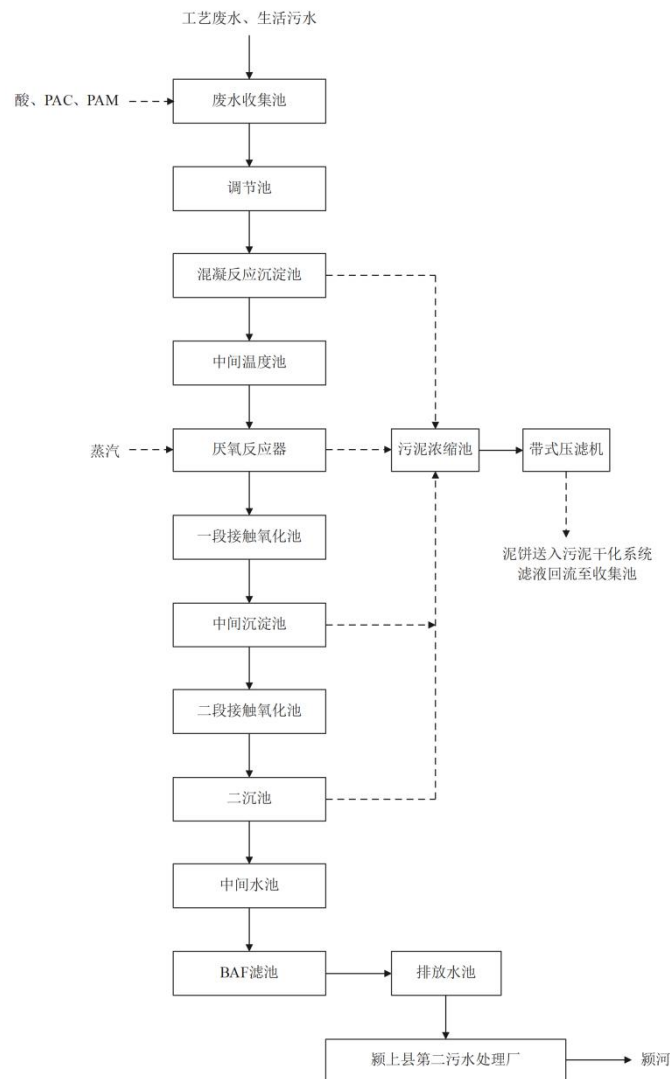 工艺废水、生活污水
酸、PAC、PAM
废水收集池
调节池
混凝反应沉淀池
中间温度池
蒸汽
厌氧反应器
污泥浓缩池
带式压滤机
一段接触氧化池
泥饼送入污泥干化系统
滤液回流至收集池
中间沉淀池
二段接触氧化池
二沉池
中间水池
BAF滤池
排放水池
颍上县第二污水处理厂
颍河